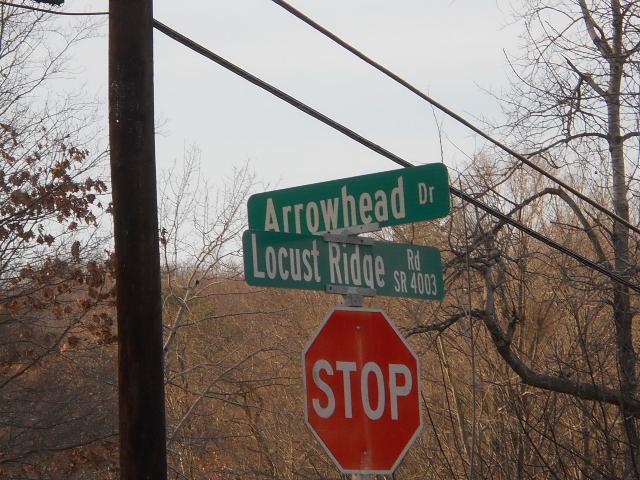 Arrowhead Dr
Locust Ridge Rd
SR 4003
STOP